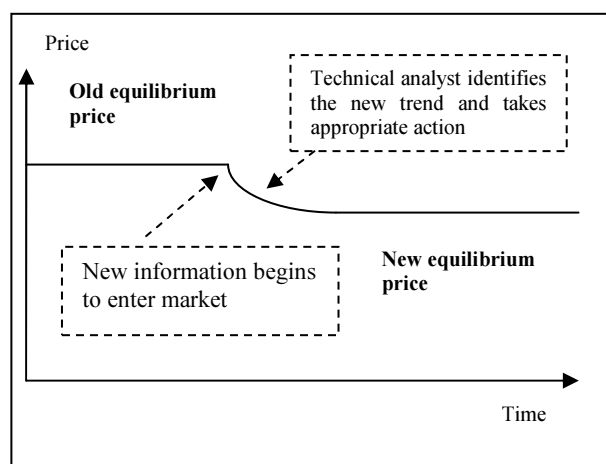 Price
Technical analyst identifies
the new trend and takes
appropriate action
Old equilibrium
price
New information begins
to enter market
New equilibrium
price
Time